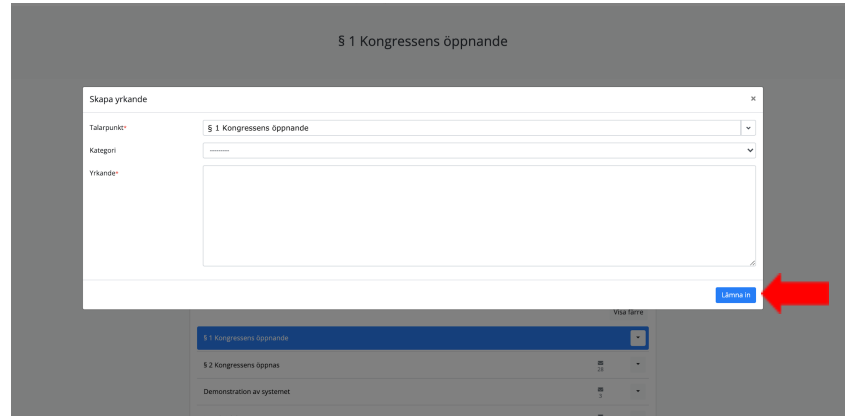 § 1 Kongressens öppnande
Skapa yrkande ×
Talarpunkt* § 1 Kongressens öppnande
Kategori ---------
Yrkande*
Lämna in
Visa färre
§ 1 Kongressens öppnande
§ 2 Kongressens öppnas
28
Demonstration av systemet
3